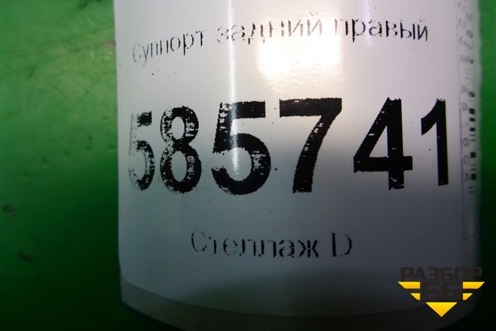 Суппорт задний правый
585741
Стеллаж D
РАЗБОР